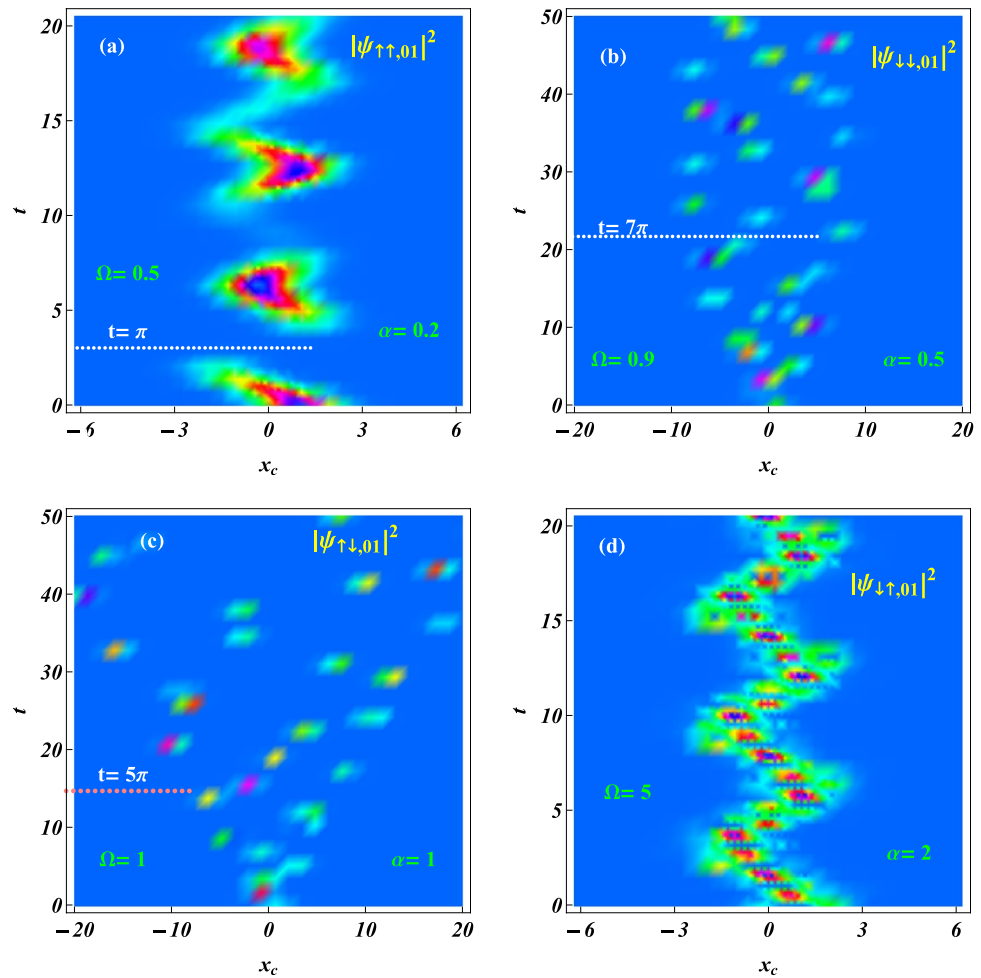 (a)
|ψ↑↑,01|²
Ω= 0.5
α= 0.2
t= π
20
15
10
5
0
t
−6
−3
0
3
6
x_c
(b)
|ψ↓↓,01|²
t= 7π
Ω= 0.9
α= 0.5
50
40
30
20
10
0
t
−20
−10
0
10
20
x_c
(c)
|ψ↑↓,01|²
t= 5π
Ω= 1
α= 1
50
40
30
20
10
0
t
−20
−10
0
10
20
x_c
(d)
|ψ↓↑,01|²
Ω= 5
α= 2
20
15
10
5
0
t
−6
−3
0
3
6
x_c